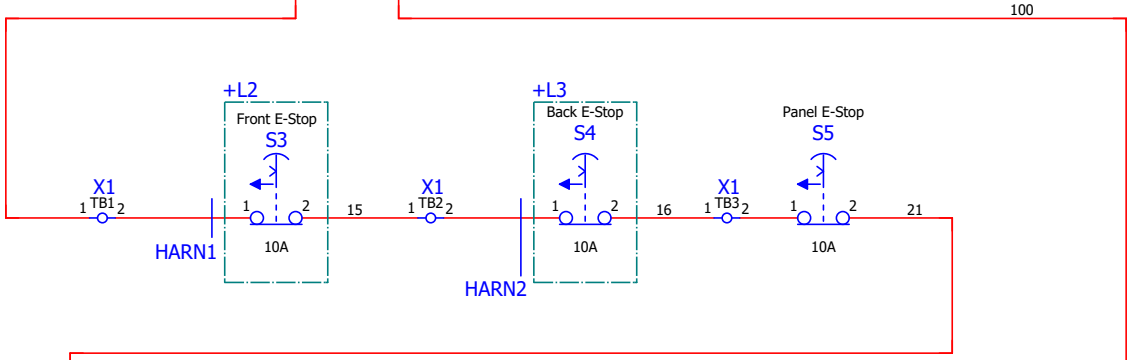 100
+L2
Front E-Stop
S3
+L3
Back E-Stop
S4
Panel E-Stop
S5
X1
1 TB1 2
HARN1
1 2
10A
15
X1
1 TB2 2
HARN2
1 2
10A
16
X1
1 TB3 2
1 2
10A
21